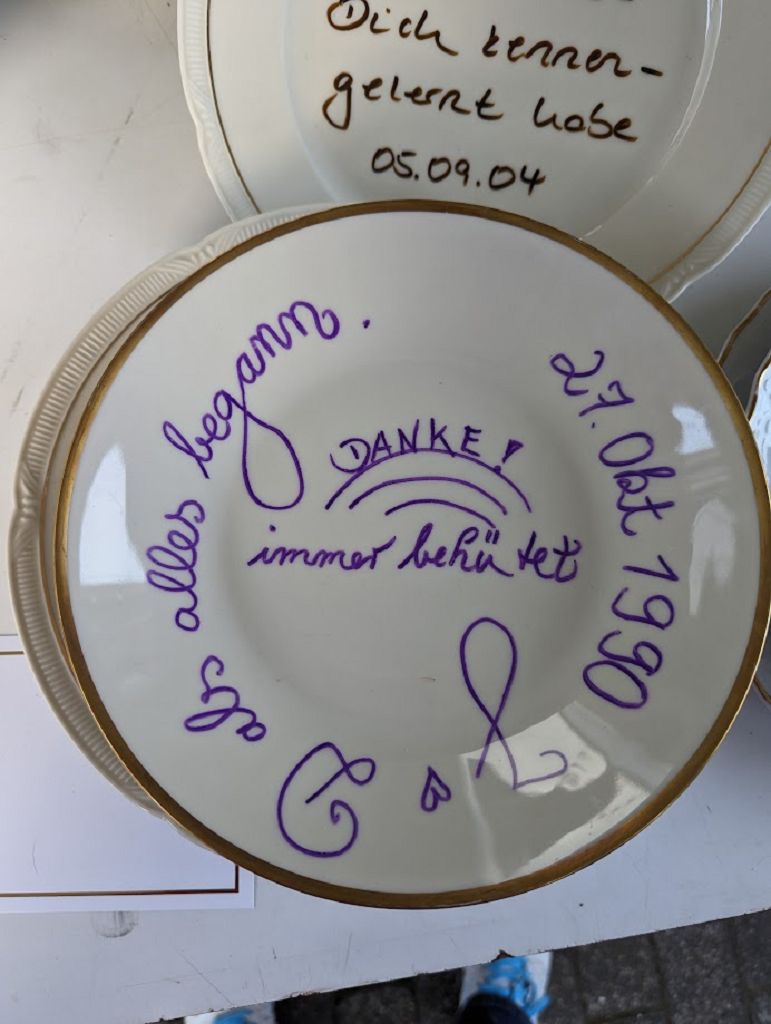 Dich kennen-
gelernt habe
05.09.04
27. Okt 1990
als alles begann.
DANKE!
immer behütet